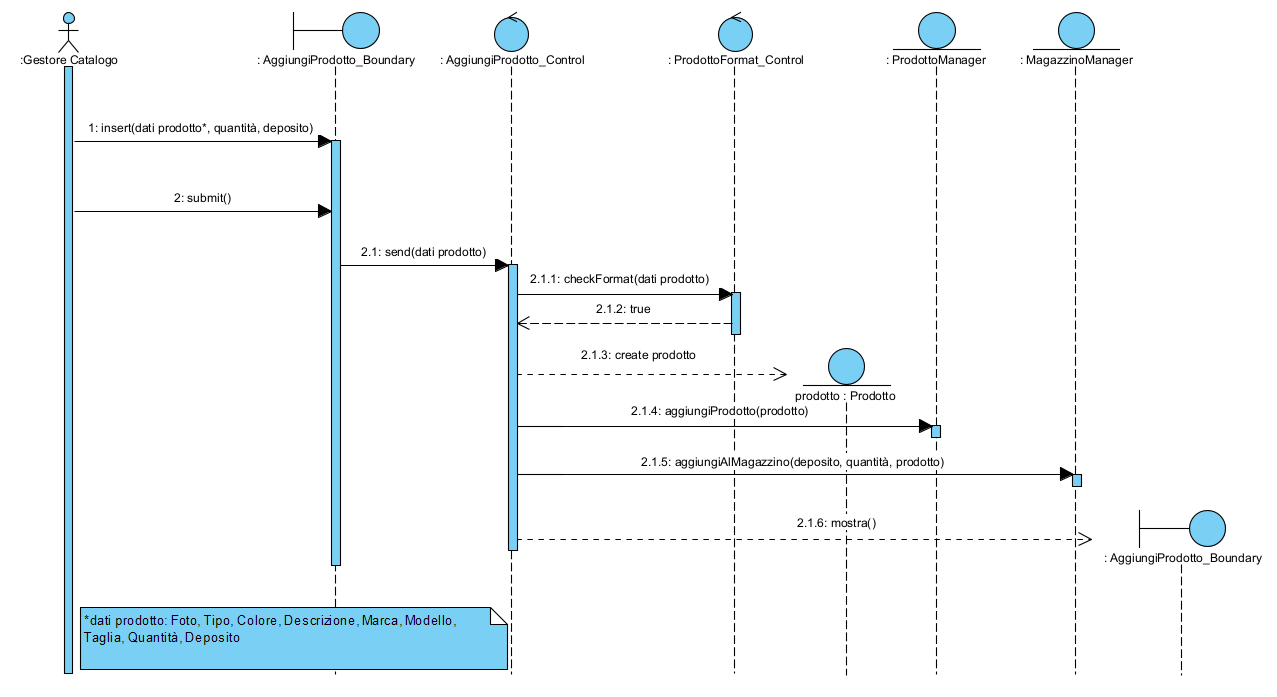 :Gestore Catalogo
: AggiungiProdotto_Boundary
: AggiungiProdotto_Control
: ProdottoFormat_Control
: ProdottoManager
: MagazzinoManager
1: insert(dati prodotto*, quantità, deposito)
2: submit()
2.1: send(dati prodotto)
2.1.1: checkFormat(dati prodotto)
2.1.2: true
2.1.3: create prodotto
prodotto : Prodotto
2.1.4: aggiungiProdotto(prodotto)
2.1.5: aggiungiAlMagazzino(deposito, quantità, prodotto)
2.1.6: mostra()
: AggiungiProdotto_Boundary
*dati prodotto: Foto, Tipo, Colore, Descrizione, Marca, Modello,
Taglia, Quantità, Deposito